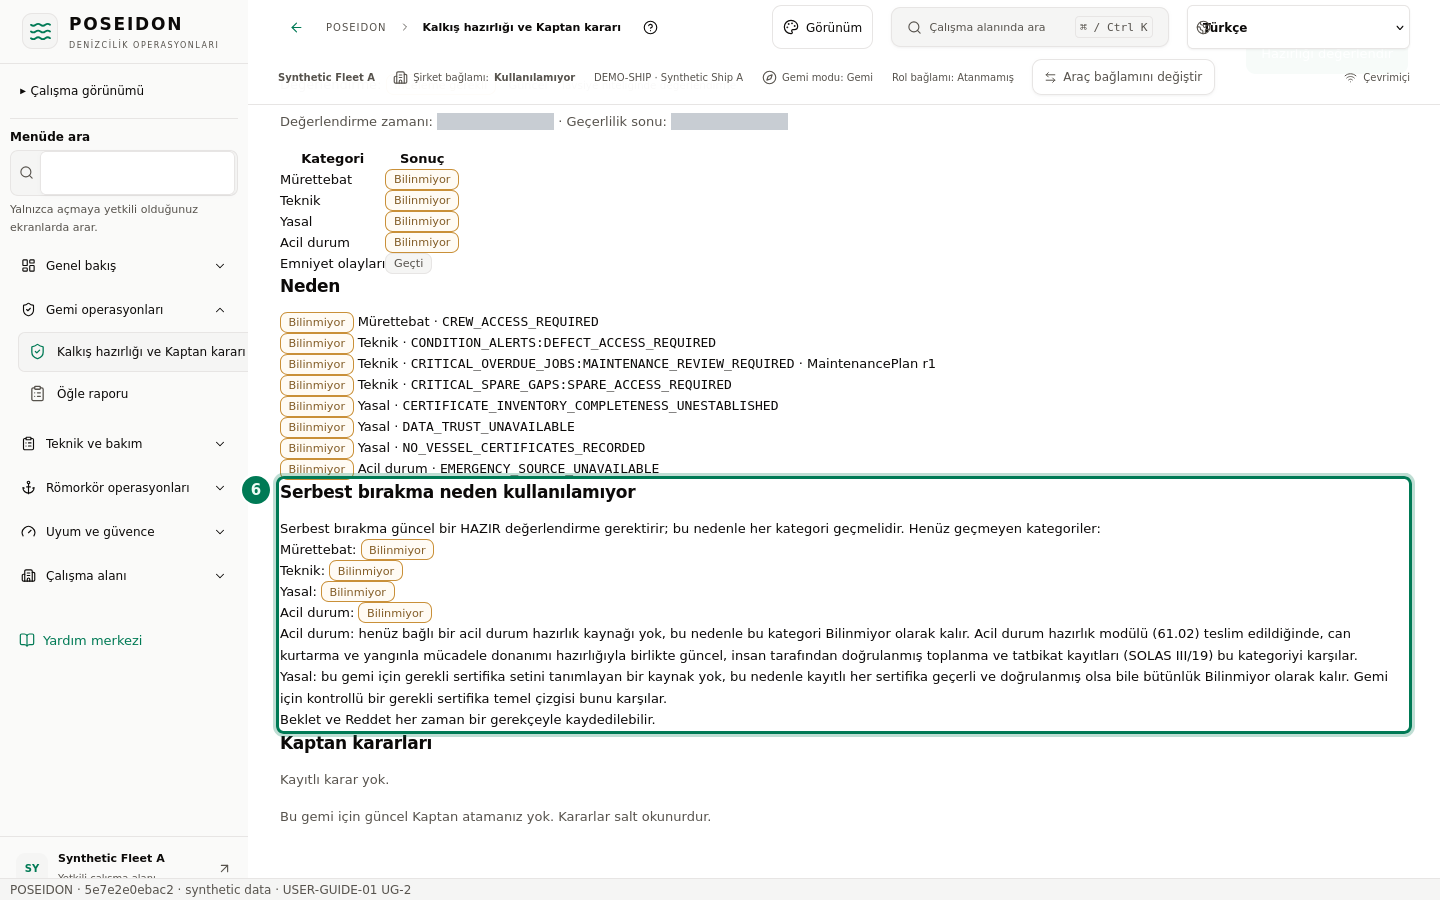 POSEIDON
DENİZCİLİK OPERASYONLARI
POSEIDON
Kalkış hazırlığı ve Kaptan kararı
Görünüm
Çalışma alanında ara
⌘ / Ctrl K
Türkçe
Synthetic Fleet A
Şirket bağlamı: Kullanılamıyor
DEMO-SHIP · Synthetic Ship A
Gemi modu: Gemi
Rol bağlamı: Atanmamış
Araç bağlamını değiştir
Çevrimiçi
Çalışma görünümü
Menüde ara
Yalnızca açmaya yetkili olduğunuz
ekranlarda arar.
Genel bakış
Gemi operasyonları
Kalkış hazırlığı ve Kaptan kararı
Öğle raporu
Teknik ve bakım
Römorkör operasyonları
Uyum ve güvence
Çalışma alanı
Yardım merkezi
SY
Synthetic Fleet A
Değerlendirme zamanı: · Geçerlilik sonu:
Kategori Sonuç
Mürettebat Bilinmiyor
Teknik Bilinmiyor
Yasal Bilinmiyor
Acil durum Bilinmiyor
Emniyet olayları Geçti
Neden
Bilinmiyor Mürettebat · CREW_ACCESS_REQUIRED
Bilinmiyor Teknik · CONDITION_ALERTS:DEFECT_ACCESS_REQUIRED
Bilinmiyor Teknik · CRITICAL_OVERDUE_JOBS:MAINTENANCE_REVIEW_REQUIRED · MaintenancePlan r1
Bilinmiyor Teknik · CRITICAL_SPARE_GAPS:SPARE_ACCESS_REQUIRED
Bilinmiyor Yasal · CERTIFICATE_INVENTORY_COMPLETENESS_UNESTABLISHED
Bilinmiyor Yasal · DATA_TRUST_UNAVAILABLE
Bilinmiyor Yasal · NO_VESSEL_CERTIFICATES_RECORDED
Bilinmiyor Acil durum · EMERGENCY_SOURCE_UNAVAILABLE
6
Serbest bırakma neden kullanılamıyor
Serbest bırakma güncel bir HAZIR değerlendirme gerektirir; bu nedenle her kategori geçmelidir. Henüz geçmeyen kategoriler:
Mürettebat: Bilinmiyor
Teknik: Bilinmiyor
Yasal: Bilinmiyor
Acil durum: Bilinmiyor
Acil durum: henüz bağlı bir acil durum hazırlık kaynağı yok, bu nedenle bu kategori Bilinmiyor olarak kalır. Acil durum hazırlık modülü (61.02) teslim edildiğinde, can
kurtarma ve yangınla mücadele donanımı hazırlığıyla birlikte güncel, insan tarafından doğrulanmış toplanma ve tatbikat kayıtları (SOLAS III/19) bu kategoriyi karşılar.
Yasal: bu gemi için gerekli sertifika setini tanımlayan bir kaynak yok, bu nedenle kayıtlı her sertifika geçerli ve doğrulanmış olsa bile bütünlük Bilinmiyor olarak kalır. Gemi
için kontrollü bir gerekli sertifika temel çizgisi bunu karşılar.
Beklet ve Reddet her zaman bir gerekçeyle kaydedilebilir.
Kaptan kararları
Kayıtlı karar yok.
Bu gemi için güncel Kaptan atamanız yok. Kararlar salt okunurdur.
POSEIDON · 5e7e2e0ebac2 · synthetic data · USER-GUIDE-01 UG-2